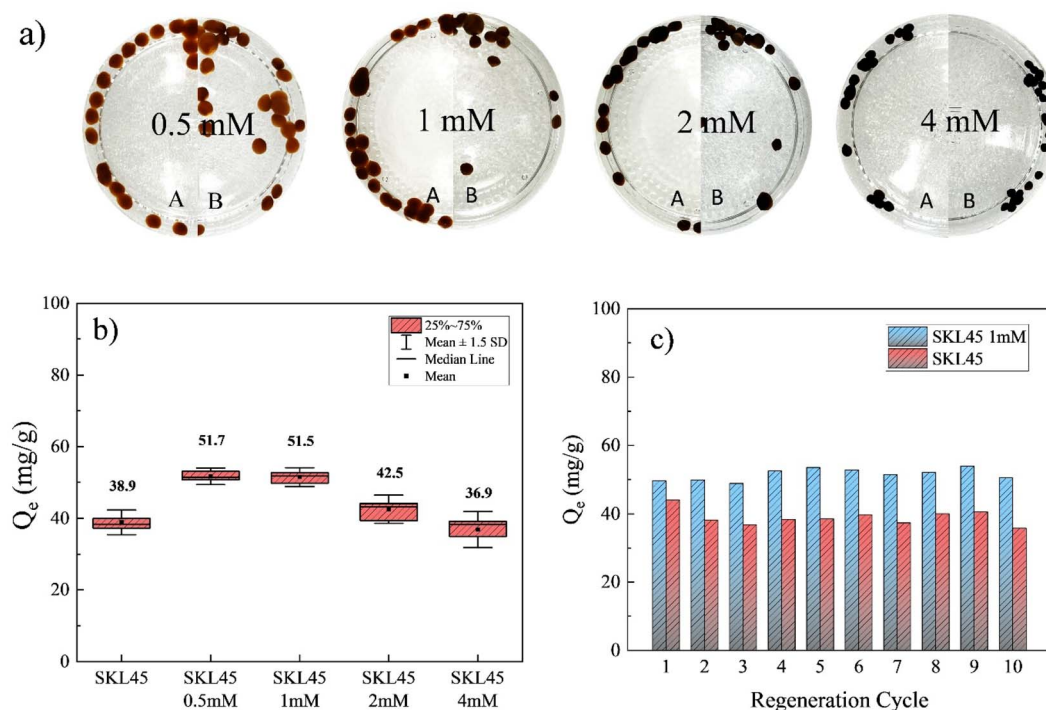 a)
0.5 mM
1 mM
2 mM
4 mM
A B
A B
A B
A B
b)
25%~75%
Mean ± 1.5 SD
Median Line
Mean
Qe (mg/g)
100
80
60
40
20
0
38.9
51.7
51.5
42.5
36.9
SKL45
SKL45 0.5mM
SKL45 1mM
SKL45 2mM
SKL45 4mM
c)
SKL45 1mM
SKL45
Qe (mg/g)
100
80
60
40
20
0
1 2 3 4 5 6 7 8 9 10
Regeneration Cycle